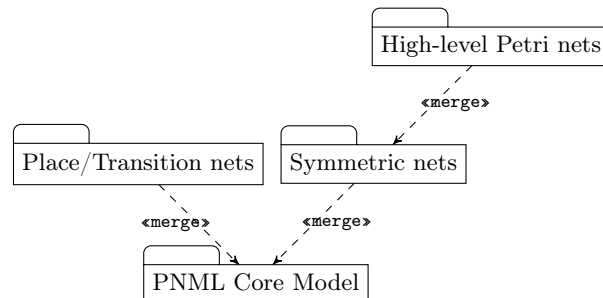 High-level Petri nets
«merge»
Place/Transition nets
Symmetric nets
«merge»
«merge»
PNML Core Model